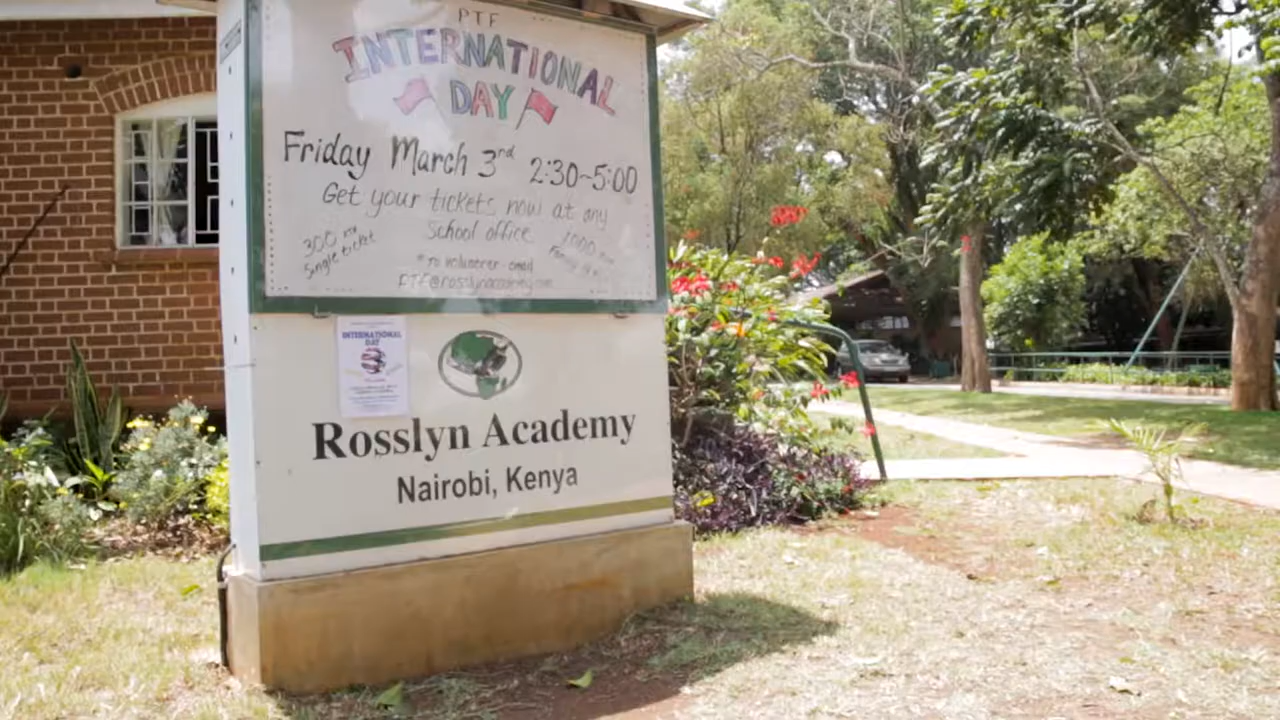 PTF
INTERNATIONAL
DAY
Friday March 3rd 2:30~5:00
Get your tickets now at any
School office
300
Single ticket
1000
Family
*to volunteer email
PTF@rosslynacademy.com
INTERNATIONAL
DAY
Rosslyn Academy
Nairobi, Kenya